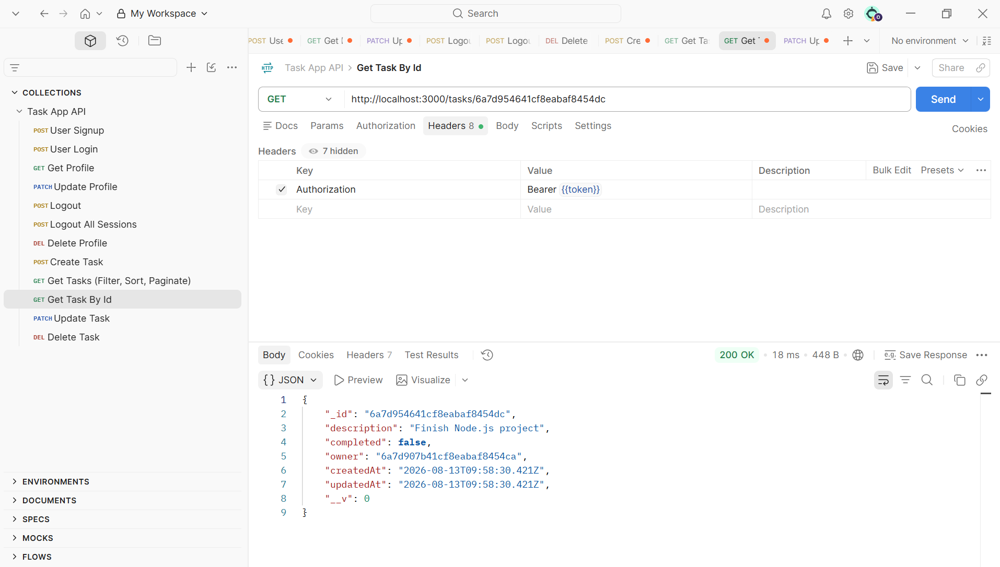 My Workspace
Search
POST Use
GET Get
PATCH Up
POST Logou
POST Logou
DEL Delete
POST Cre
GET Get Ta
GET Get
PATCH Up
No environment
COLLECTIONS
Task App API
POST User Signup
POST User Login
GET Get Profile
PATCH Update Profile
POST Logout
POST Logout All Sessions
DEL Delete Profile
POST Create Task
GET Get Tasks (Filter, Sort, Paginate)
GET Get Task By Id
PATCH Update Task
DEL Delete Task
ENVIRONMENTS
DOCUMENTS
SPECS
MOCKS
FLOWS
HTTP Task App API > Get Task By Id
Save
Share
GET http://localhost:3000/tasks/6a7d954641cf8eabaf8454dc
Send
Docs Params Authorization Headers 8 Body Scripts Settings
Cookies
Headers 7 hidden
Key Value Description Bulk Edit Presets
Authorization Bearer {{token}}
Key Value Description
Body Cookies Headers 7 Test Results
200 OK • 18 ms • 448 B •
e.g. Save Response
{} JSON Preview Visualize
1 {
2 "_id": "6a7d954641cf8eabaf8454dc",
3 "description": "Finish Node.js project",
4 "completed": false,
5 "owner": "6a7d907b41cf8eabaf8454ca",
6 "createdAt": "2026-08-13T09:58:30.421Z",
7 "updatedAt": "2026-08-13T09:58:30.421Z",
8 "__v": 0
9 }